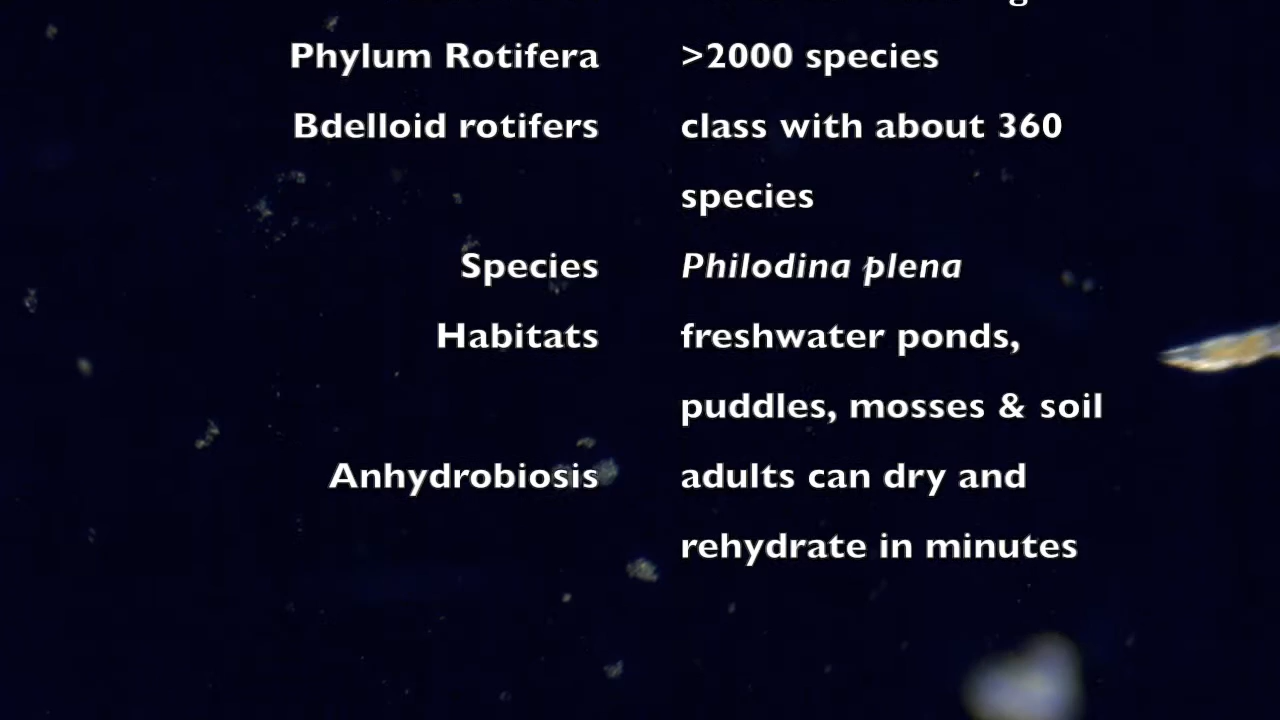 Phylum Rotifera >2000 species
Bdelloid rotifers class with about 360
species
Species Philodina plena
Habitats freshwater ponds,
puddles, mosses & soil
Anhydrobiosis adults can dry and
rehydrate in minutes